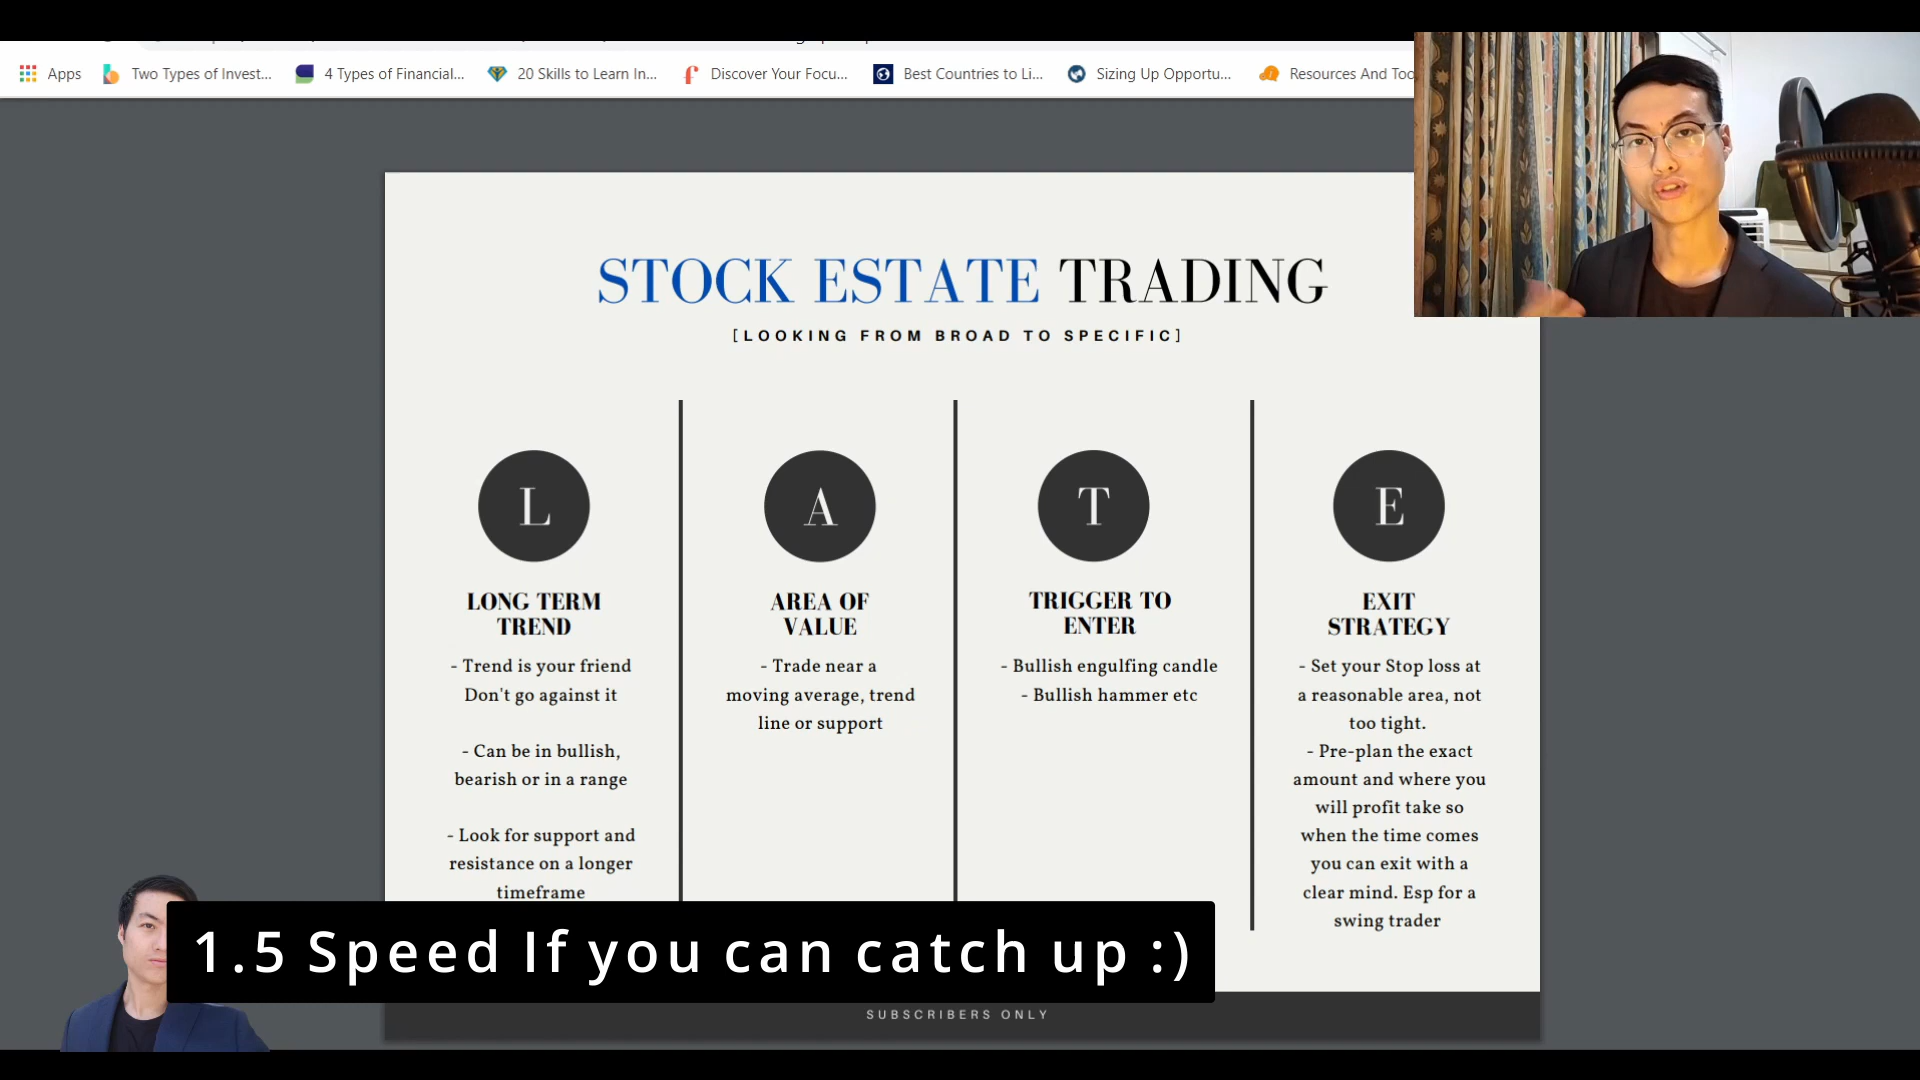 Apps
Two Types of Invest...
4 Types of Financial...
20 Skills to Learn In...
Discover Your Focu...
Best Countries to Li...
Sizing Up Opportu...
Resources And Too
STOCK ESTATE TRADING
[LOOKING FROM BROAD TO SPECIFIC]
L
LONG TERM
TREND
- Trend is your friend
Don't go against it
- Can be in bullish,
bearish or in a range
- Look for support and
resistance on a longer
timeframe
A
AREA OF
VALUE
- Trade near a
moving average, trend
line or support
T
TRIGGER TO
ENTER
- Bullish engulfing candle
- Bullish hammer etc
E
EXIT
STRATEGY
- Set your Stop loss at
a reasonable area, not
too tight.
- Pre-plan the exact
amount and where you
will profit take so
when the time comes
you can exit with a
clear mind. Esp for a
swing trader
1.5 Speed If you can catch up :)
SUBSCRIBERS ONLY